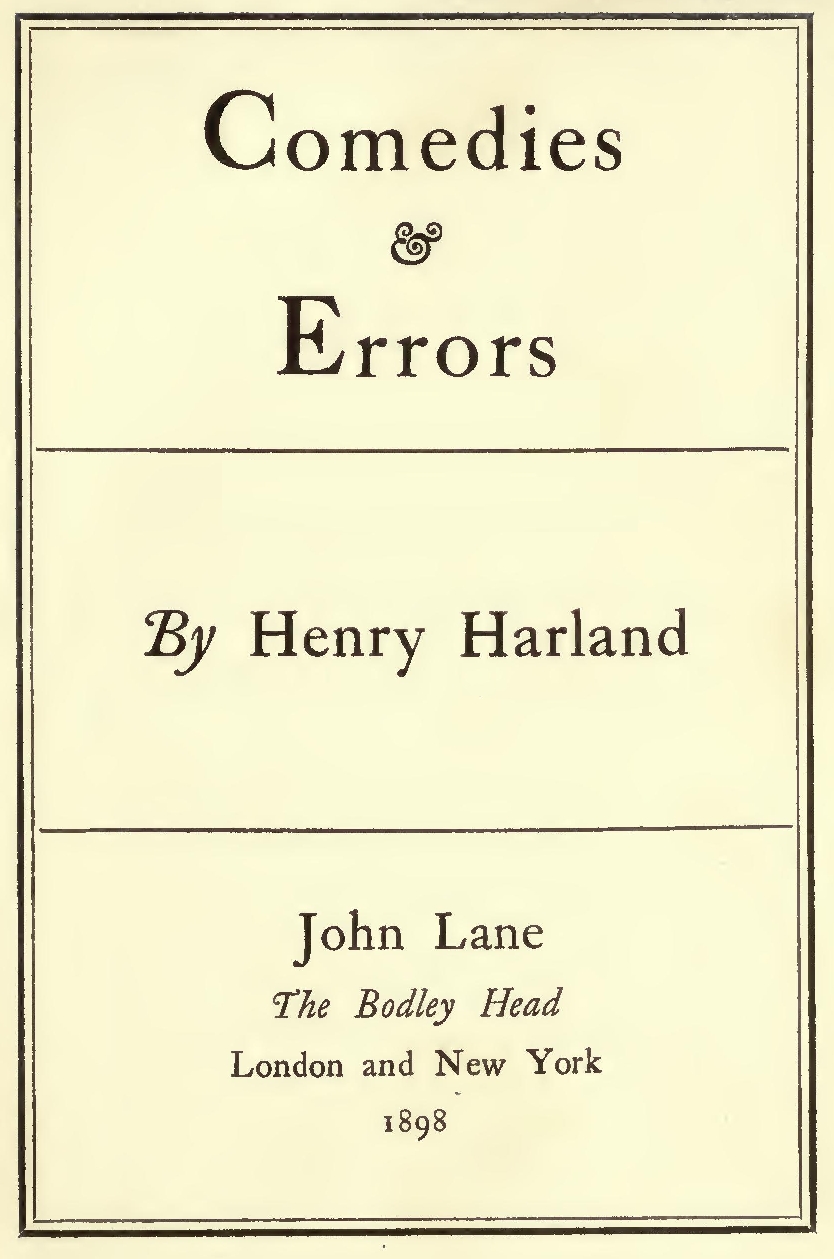 Comedies
&
Errors
By Henry Harland
John Lane
The Bodley Head
London and New York
1898